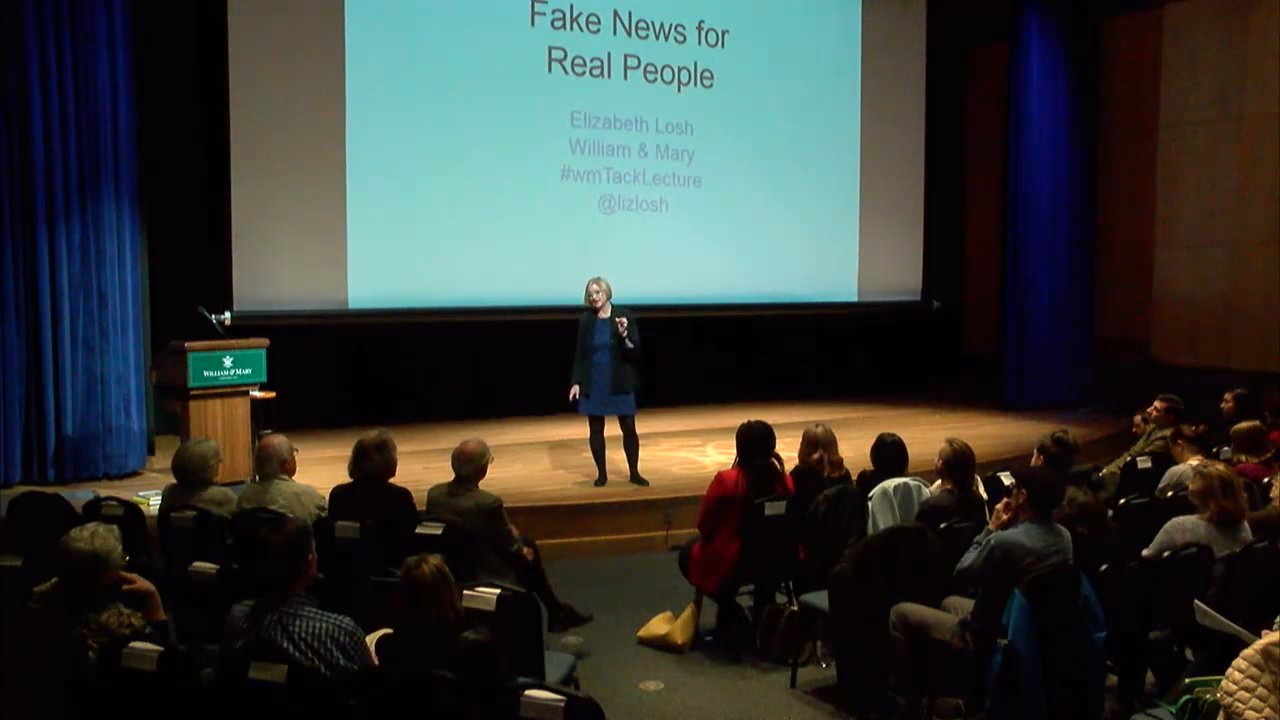 Fake News for
Real People
Elizabeth Losh
William & Mary
#wmTackLecture
@lizlosh
WILLIAM & MARY